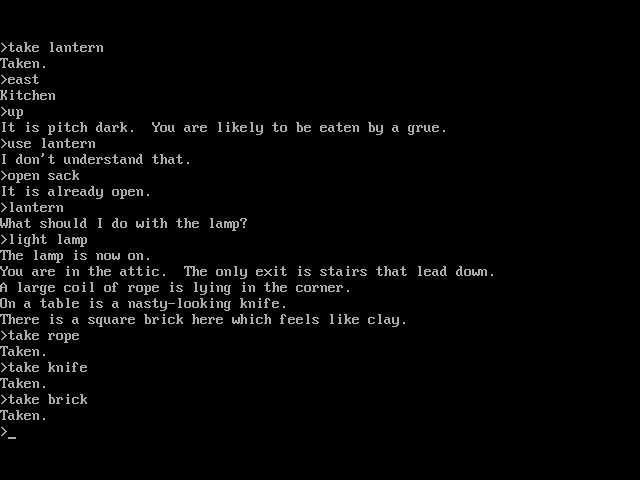 >take lantern
Taken.
>east
Kitchen
>up
It is pitch dark.  You are likely to be eaten by a grue.
>use lantern
I don't understand that.
>open sack
It is already open.
>lantern
What should I do with the lamp?
>light lamp
The lamp is now on.
You are in the attic.  The only exit is stairs that lead down.
A large coil of rope is lying in the corner.
On a table is a nasty-looking knife.
There is a square brick here which feels like clay.
>take rope
Taken.
>take knife
Taken.
>take brick
Taken.
>_